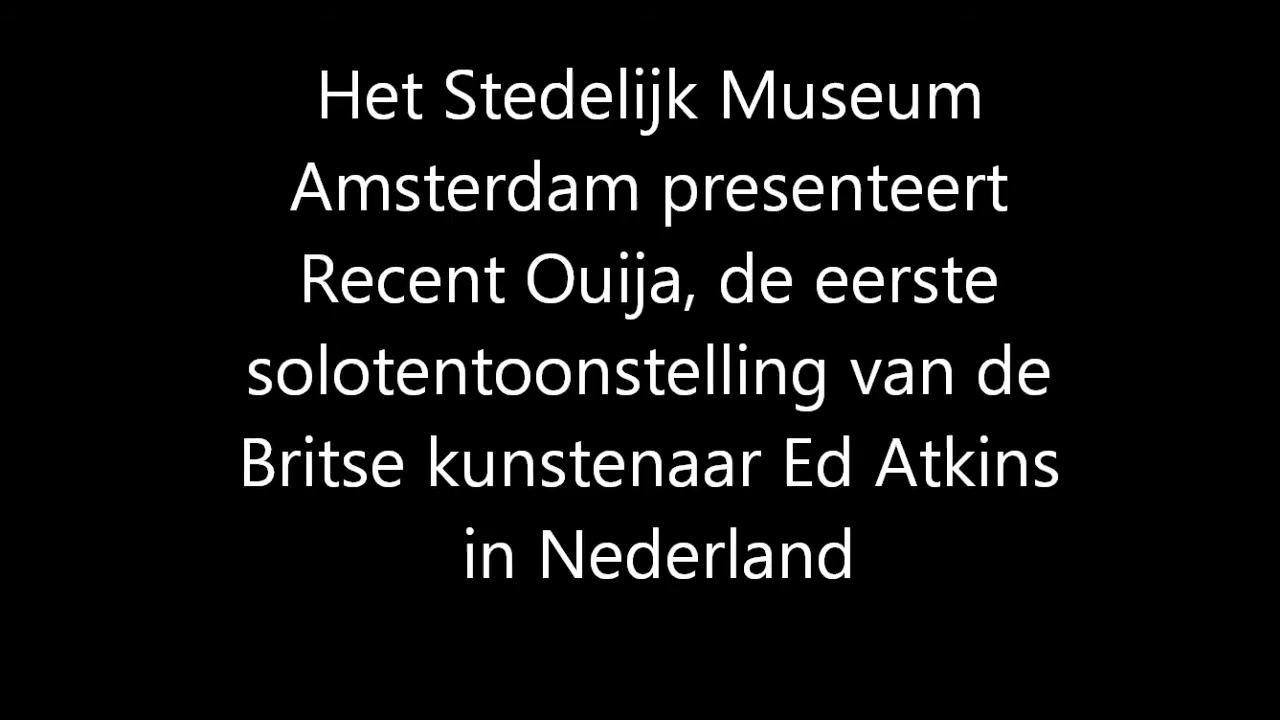 Het Stedelijk Museum
Amsterdam presenteert
Recent Ouija, de eerste
solotentoonstelling van de
Britse kunstenaar Ed Atkins
in Nederland